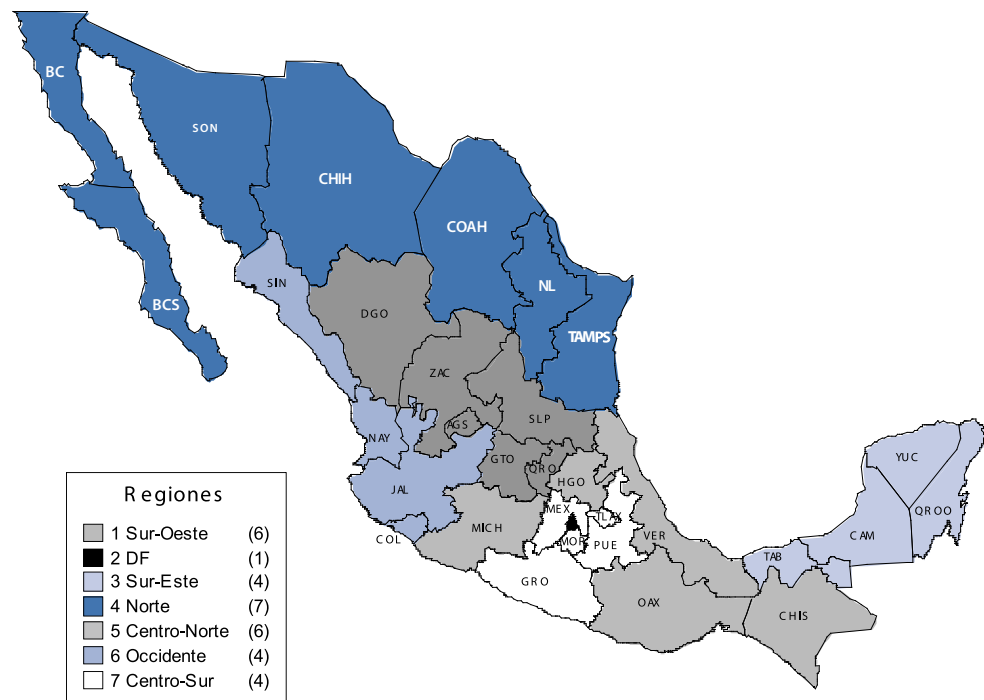 BC
SON
CHIH
COAH
SIN
NL
BCS
DGO
TAMPS
ZAC
SLP
AGS
NAY
GTO
QRO
HGO
JAL
MEX
TLAX
MICH
COL
MOR
PUE
VER
GRO
OAX
YUC
QROO
CAM
TAB
CHIS
Regiones
1 Sur-Oeste (6)
2 DF (1)
3 Sur-Este (4)
4 Norte (7)
5 Centro-Norte (6)
6 Occidente (4)
7 Centro-Sur (4)